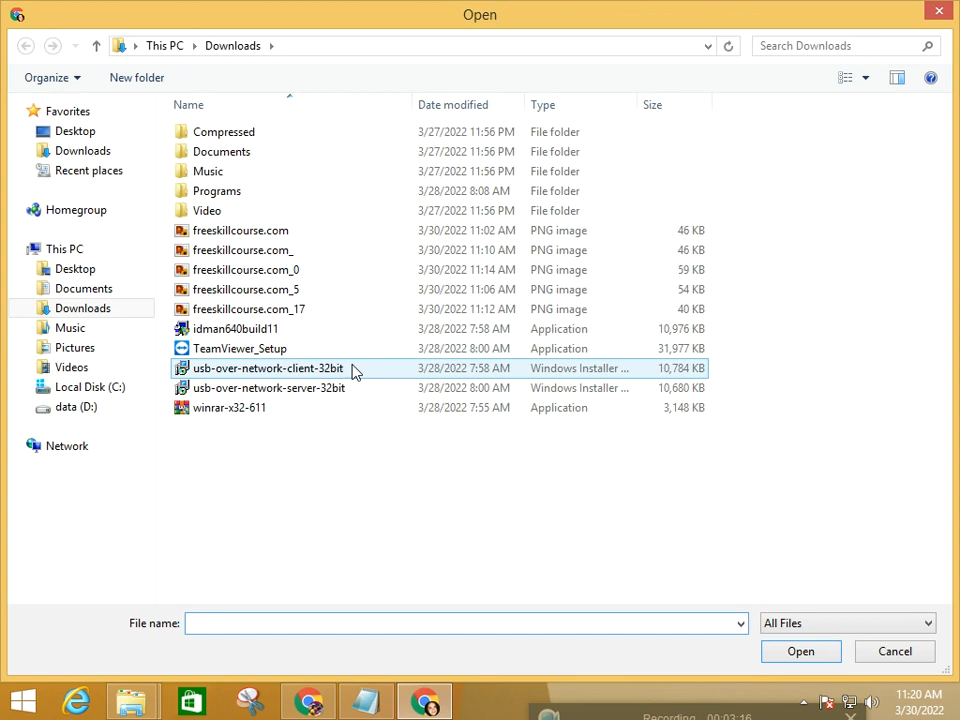 Open
This PC Downloads
Search Downloads
Organize New folder
Name Date modified Type Size
Favorites
Desktop
Downloads
Recent places
Homegroup
This PC
Desktop
Documents
Downloads
Music
Pictures
Videos
Local Disk (C:)
data (D:)
Network
Compressed 3/27/2022 11:56 PM File folder
Documents 3/27/2022 11:56 PM File folder
Music 3/27/2022 11:56 PM File folder
Programs 3/28/2022 8:08 AM File folder
Video 3/27/2022 11:56 PM File folder
freeskillcourse.com 3/30/2022 11:02 AM PNG image 46 KB
freeskillcourse.com_ 3/30/2022 11:10 AM PNG image 46 KB
freeskillcourse.com_0 3/30/2022 11:14 AM PNG image 59 KB
freeskillcourse.com_5 3/30/2022 11:06 AM PNG image 54 KB
freeskillcourse.com_17 3/30/2022 11:12 AM PNG image 40 KB
idman640build11 3/28/2022 7:58 AM Application 10,976 KB
TeamViewer_Setup 3/28/2022 8:00 AM Application 31,977 KB
usb-over-network-client-32bit 3/28/2022 7:58 AM Windows Installer ... 10,784 KB
usb-over-network-server-32bit 3/28/2022 8:00 AM Windows Installer ... 10,680 KB
winrar-x32-611 3/28/2022 7:55 AM Application 3,148 KB
File name: All Files
Open Cancel
11:20 AM
3/30/2022
Recording 00:03:16